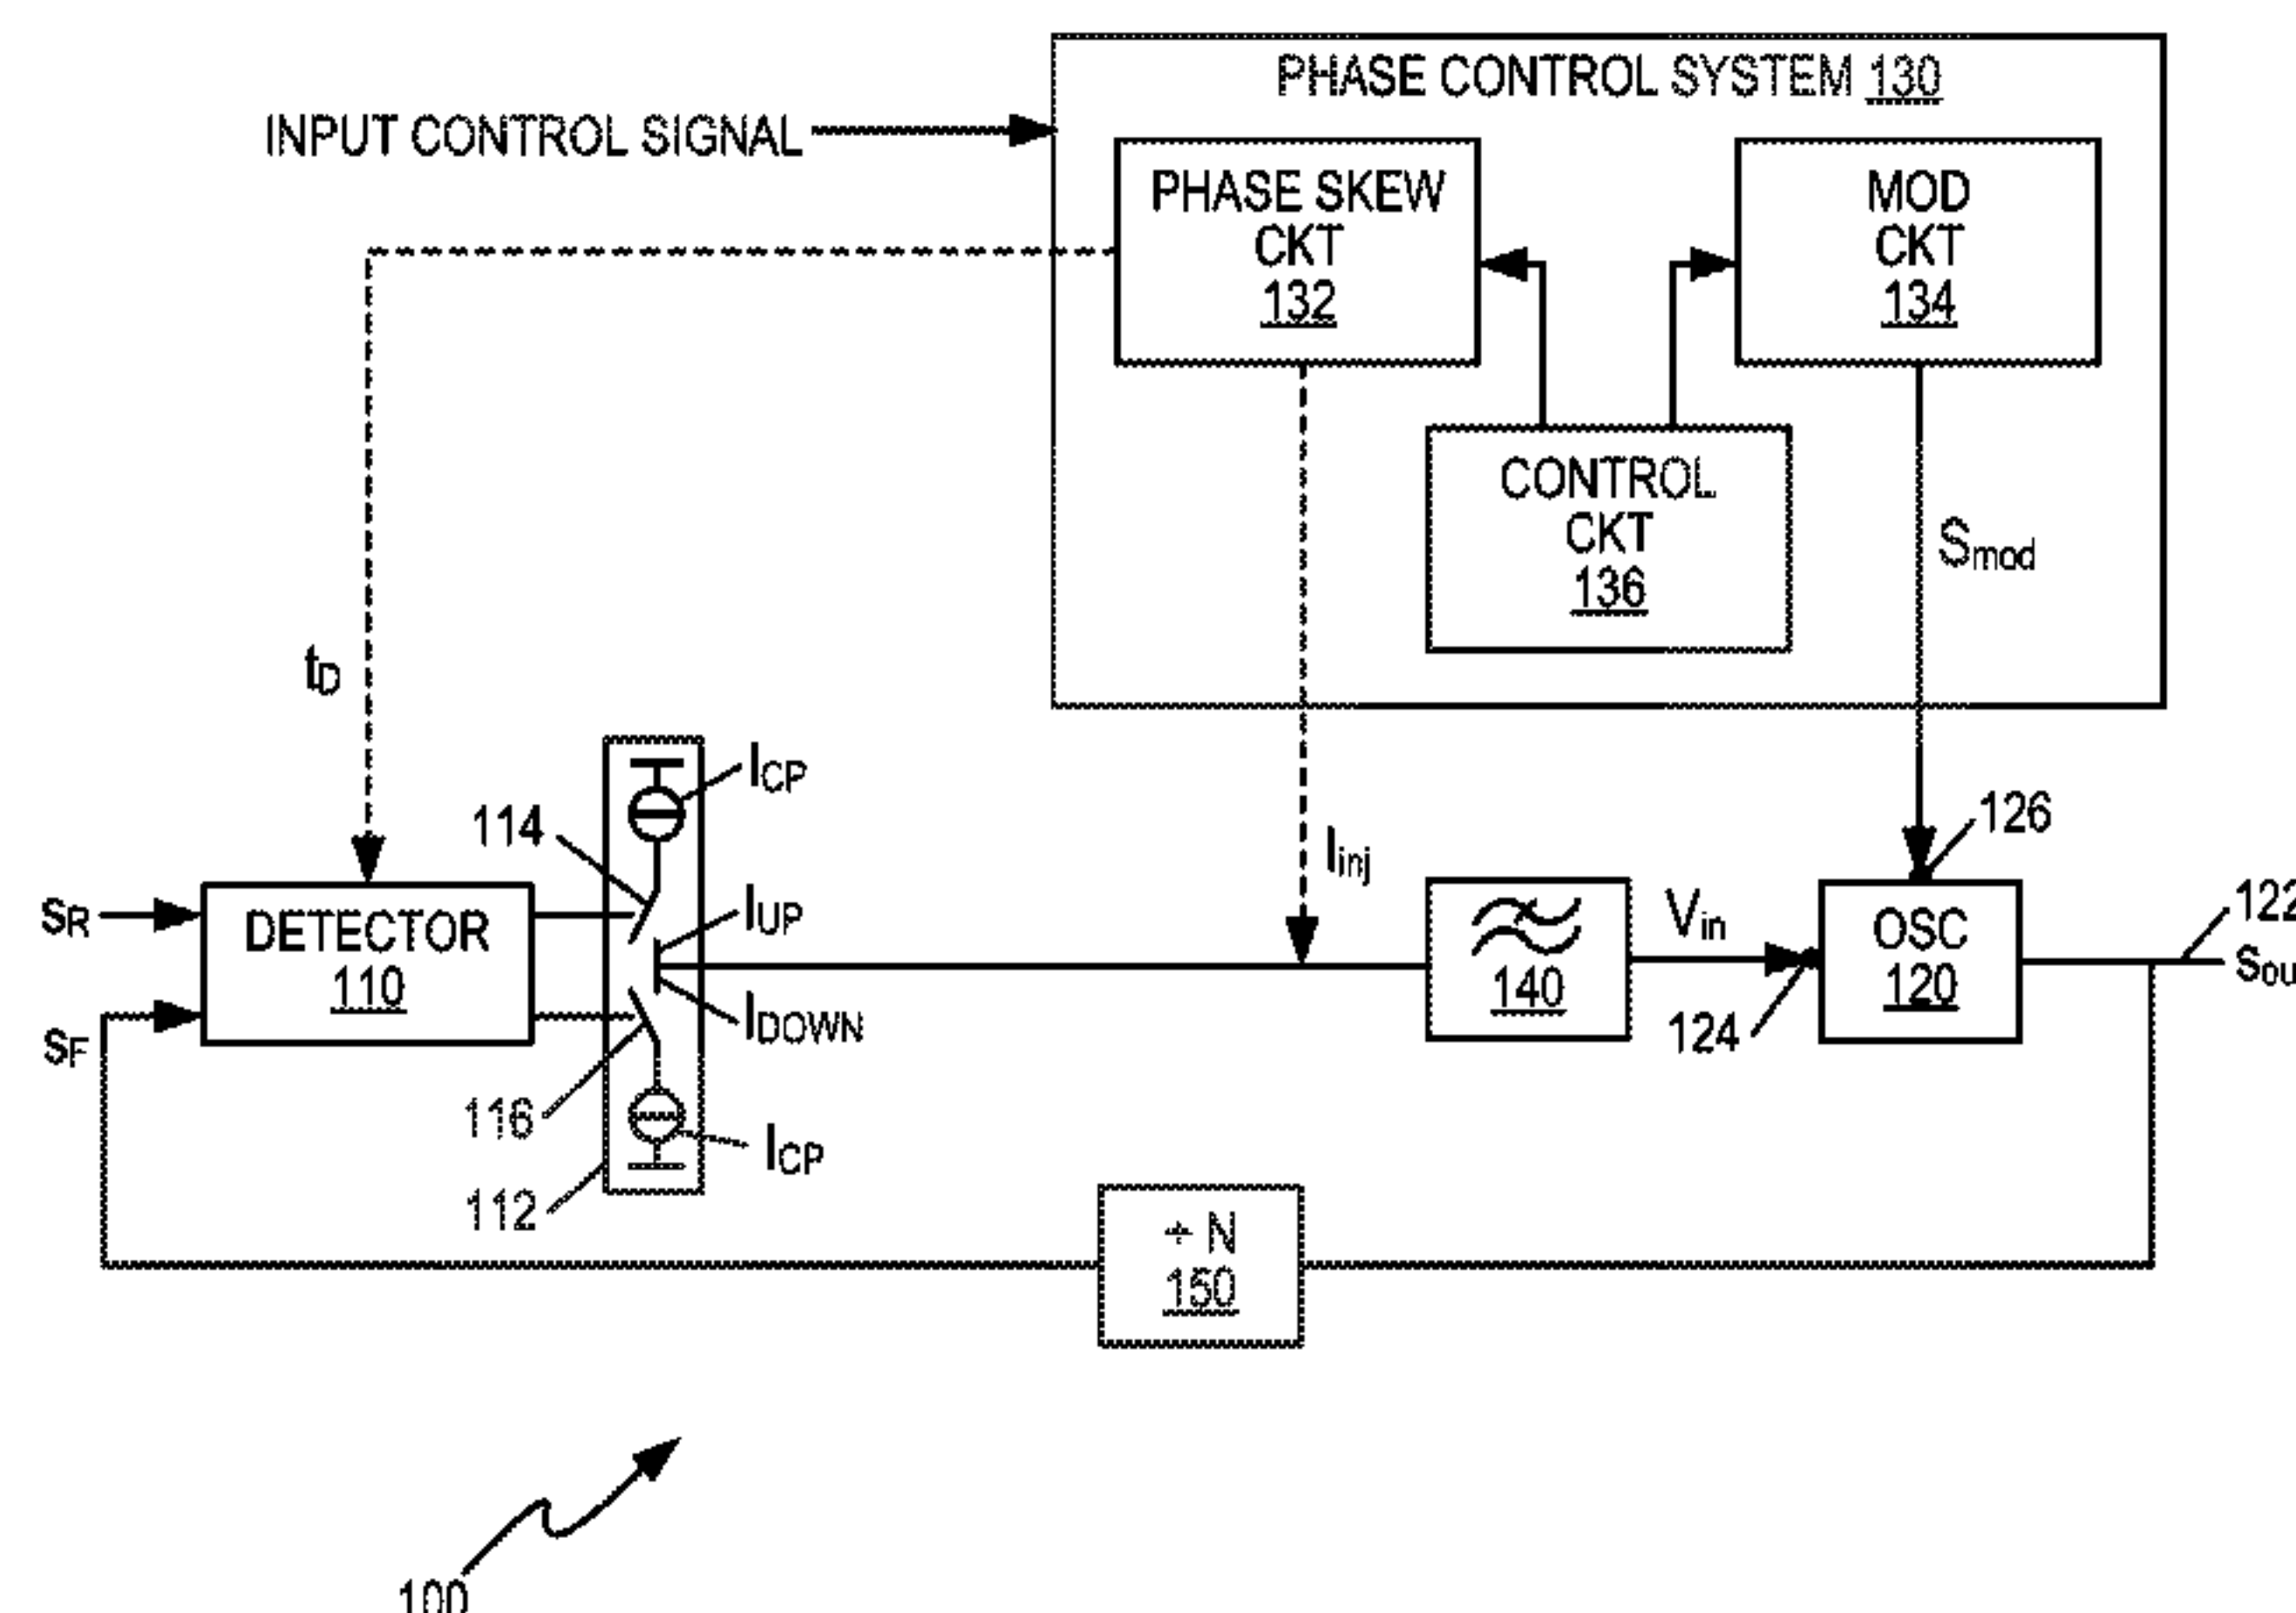 PHASE CONTROL SYSTEM 130
INPUT CONTROL SIGNAL
PHASE SKEW
CKT
132
MOD
CKT
134
CONTROL
CKT
136
Smod
tD
ICP
114
IUP
Iinj
126
Vin
122
SR
DETECTOR
110
140
OSC
120
Sou
SF
IDOWN
124
116
ICP
112
÷ N
150
100